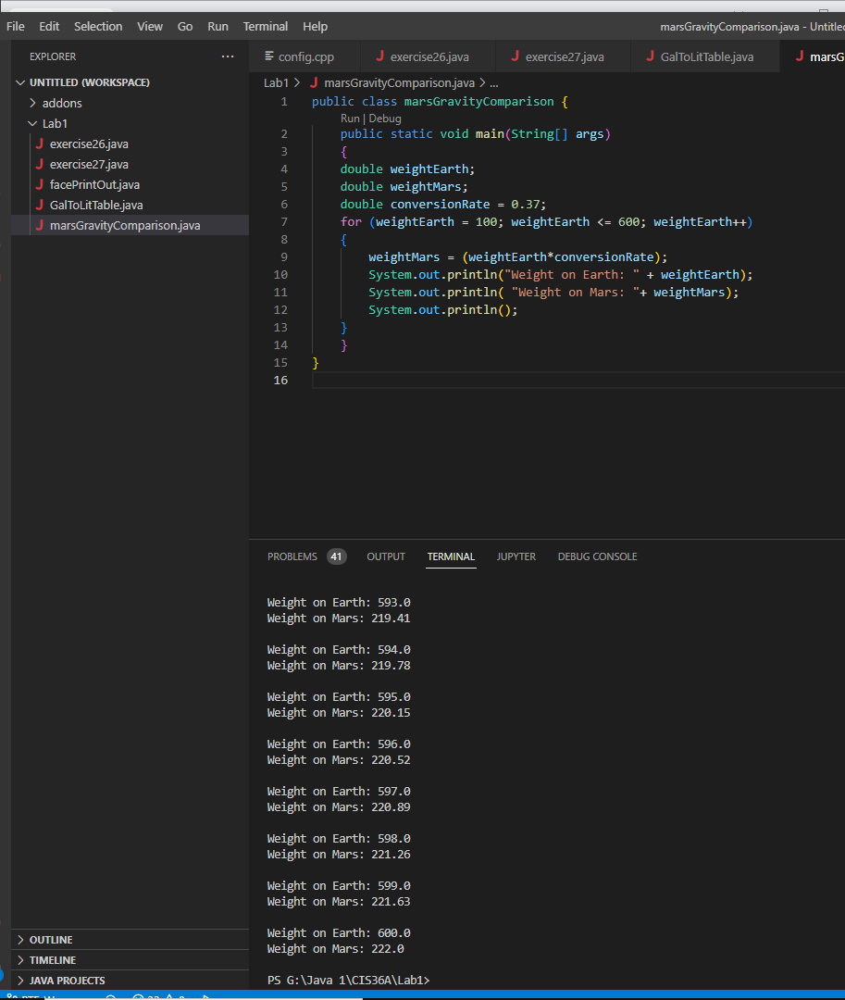 File Edit Selection View Go Run Terminal Help marsGravityComparison.java - Untitled
EXPLORER ...
UNTITLED (WORKSPACE)
addons
Lab1
exercise26.java
exercise27.java
facePrintOut.java
GalToLitTable.java
marsGravityComparison.java
OUTLINE
TIMELINE
JAVA PROJECTS
config.cpp J exercise26.java J exercise27.java J GalToLitTable.java J marsG
Lab1 > J marsGravityComparison.java > ...
1 public class marsGravityComparison {
Run | Debug
2 public static void main(String[] args)
3 {
4 double weightEarth;
5 double weightMars;
6 double conversionRate = 0.37;
7 for (weightEarth = 100; weightEarth <= 600; weightEarth++)
8 {
9 weightMars = (weightEarth*conversionRate);
10 System.out.println("Weight on Earth: " + weightEarth);
11 System.out.println( "Weight on Mars: "+ weightMars);
12 System.out.println();
13 }
14 }
15 }
16
PROBLEMS 41 OUTPUT TERMINAL JUPYTER DEBUG CONSOLE
Weight on Earth: 593.0
Weight on Mars: 219.41
Weight on Earth: 594.0
Weight on Mars: 219.78
Weight on Earth: 595.0
Weight on Mars: 220.15
Weight on Earth: 596.0
Weight on Mars: 220.52
Weight on Earth: 597.0
Weight on Mars: 220.89
Weight on Earth: 598.0
Weight on Mars: 221.26
Weight on Earth: 599.0
Weight on Mars: 221.63
Weight on Earth: 600.0
Weight on Mars: 222.0
PS G:\Java 1\CIS36A\Lab1>